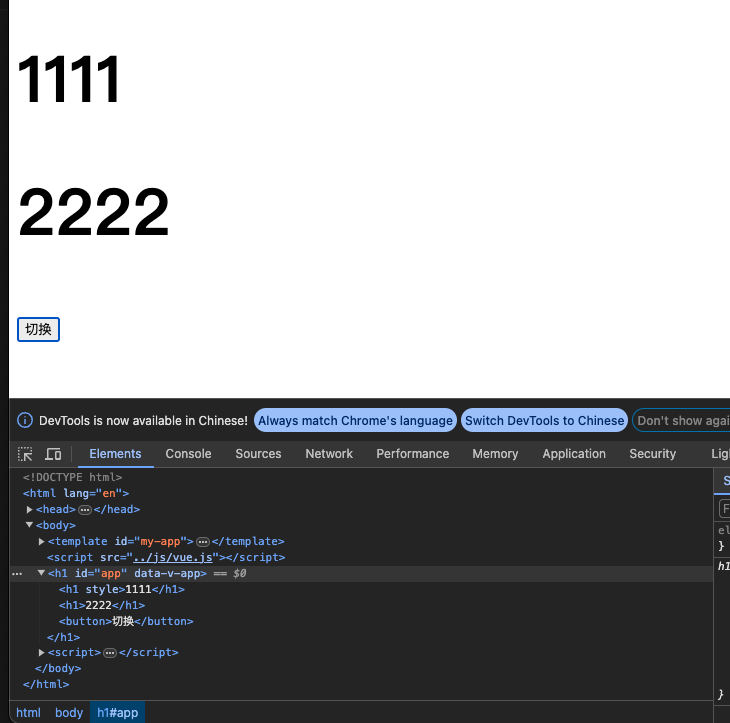 1111
2222
切换
DevTools is now available in Chinese! Always match Chrome's language Switch DevTools to Chinese Don't show agai
Elements Console Sources Network Performance Memory Application Security Lig
<!DOCTYPE html>
<html lang="en">
<head> ••• </head>
<body>
<template id="my-app"> ••• </template>
<script src="../js/vue.js"></script>
••• <h1 id="app" data-v-app> == $0
<h1 style>1111</h1>
<h1>2222</h1>
<button>切换</button>
</h1>
<script> ••• </script>
</body>
</html>
html body h1#app
S
F
el
}
h1
}